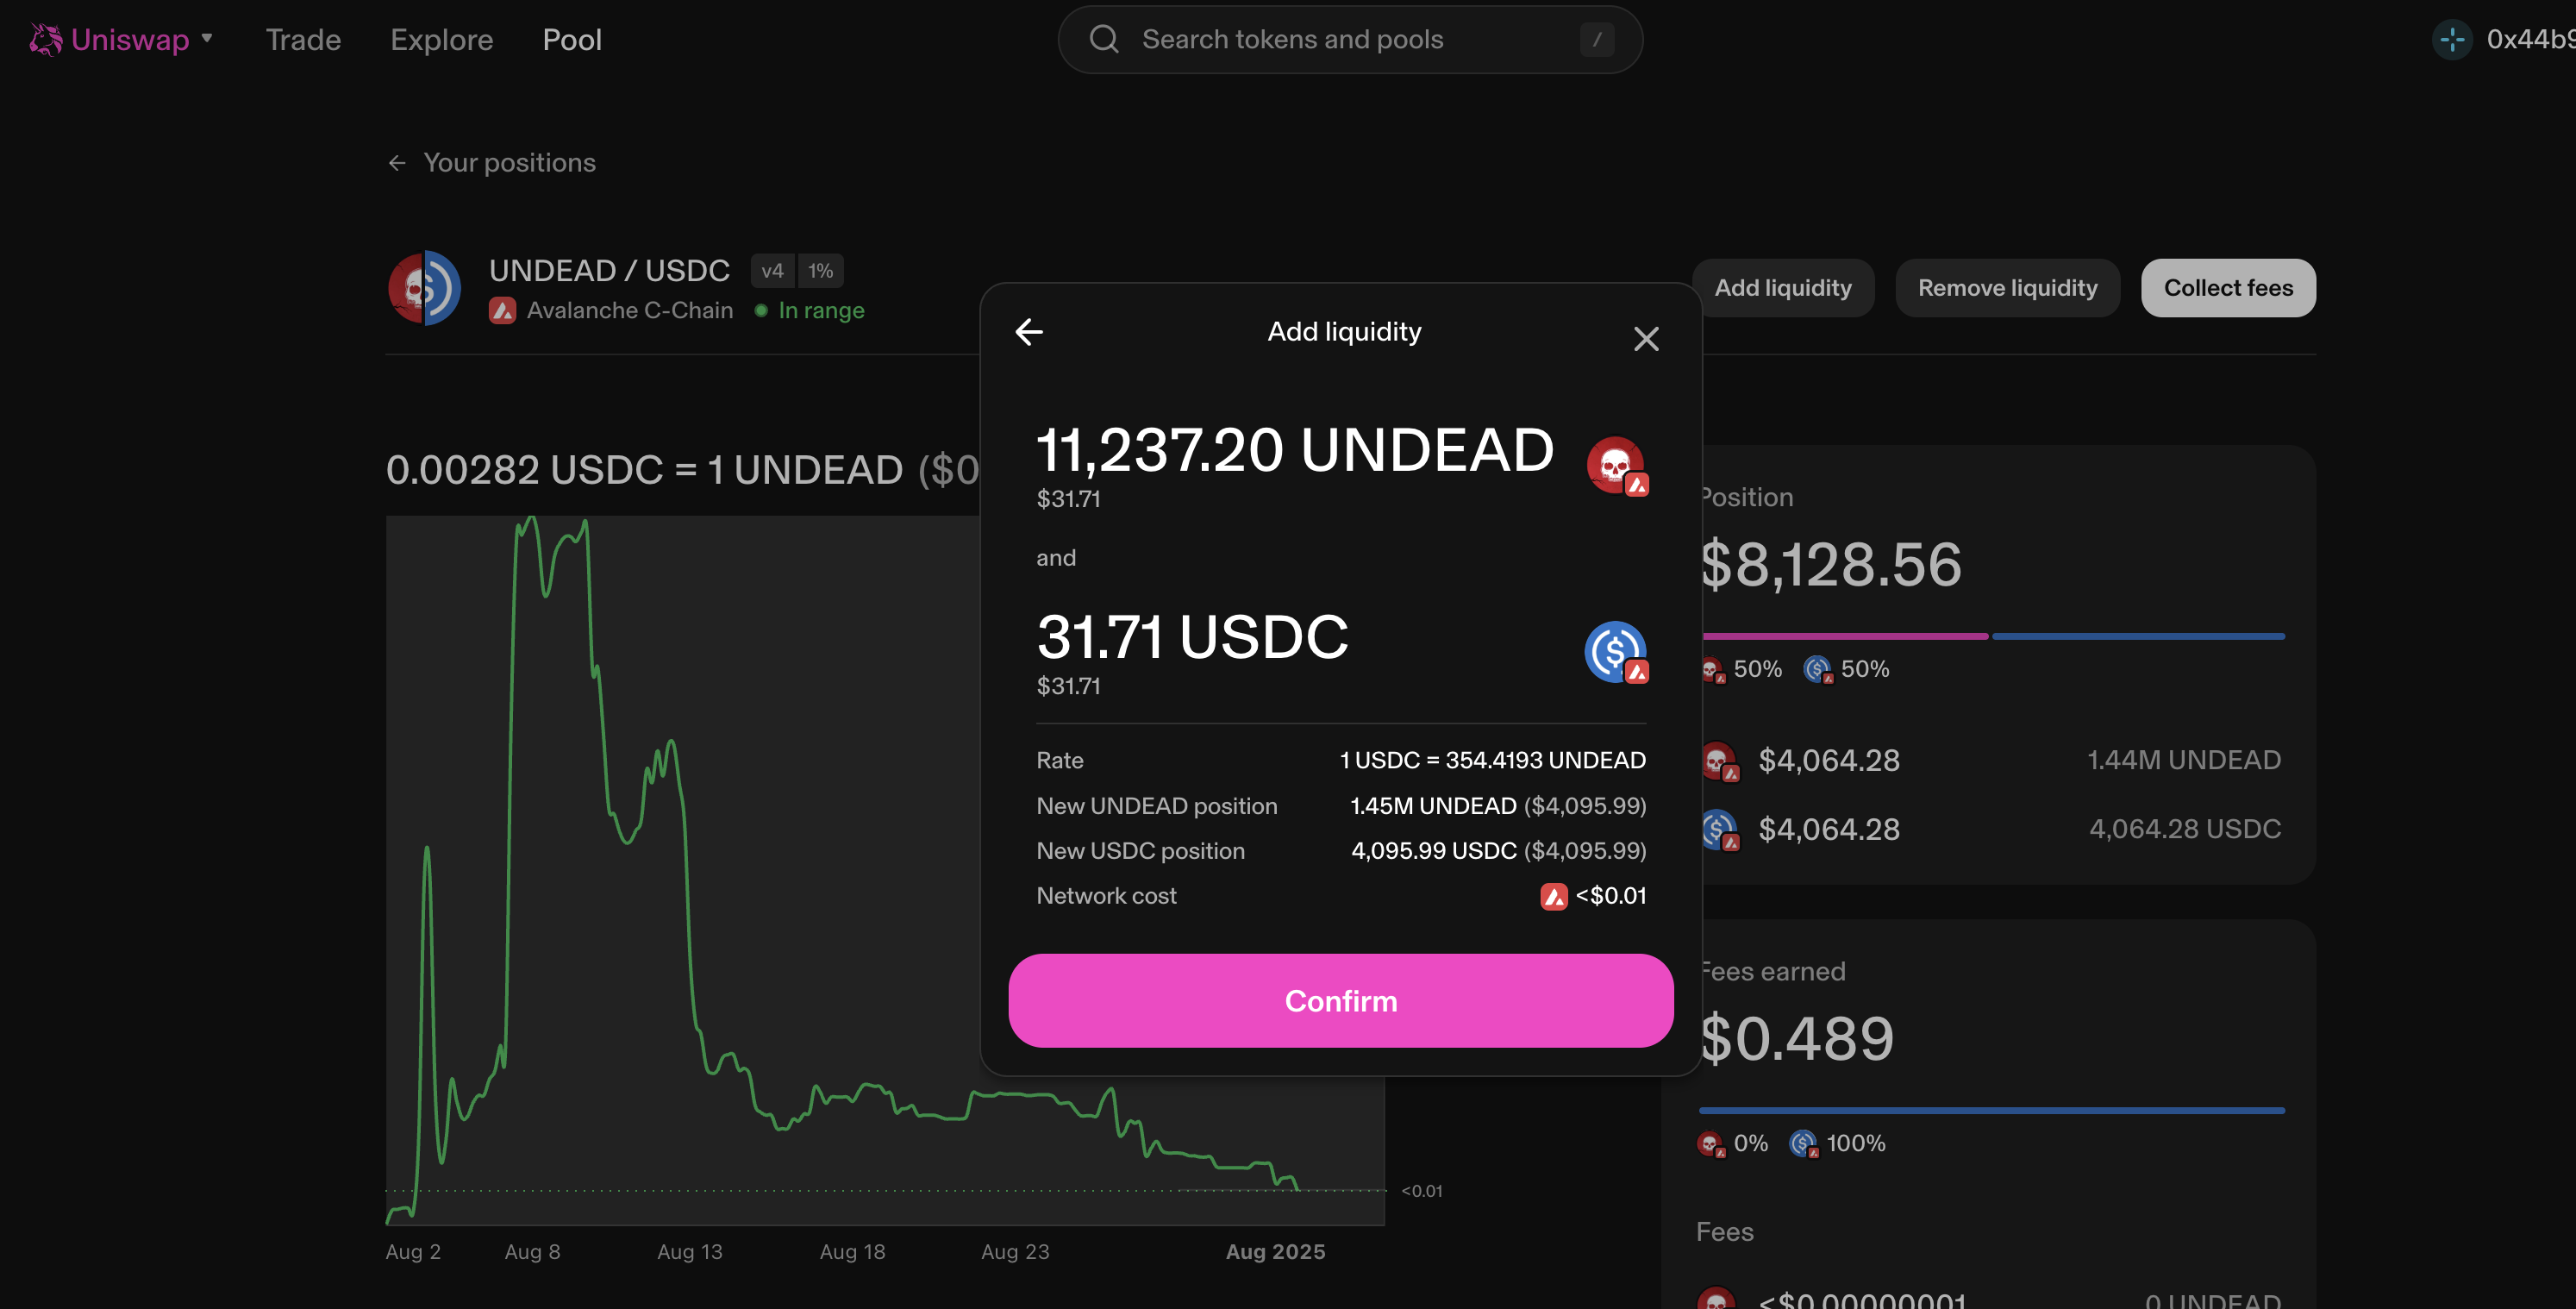 Uniswap Trade Explore Pool Search tokens and pools / 0x44b9
Your positions
UNDEAD / USDC v4 1%
Avalanche C-Chain In range
Add liquidity Remove liquidity Collect fees
0.00282 USDC = 1 UNDEAD ($0
<0.01
Aug 2 Aug 8 Aug 13 Aug 18 Aug 23 Aug 2025
Add liquidity
11,237.20 UNDEAD
$31.71
and
31.71 USDC
$31.71
Rate 1 USDC = 354.4193 UNDEAD
New UNDEAD position 1.45M UNDEAD ($4,095.99)
New USDC position 4,095.99 USDC ($4,095.99)
Network cost <$0.01
Confirm
Position
$8,128.56
50% 50%
$4,064.28 1.44M UNDEAD
$4,064.28 4,064.28 USDC
Fees earned
$0.489
0% 100%
Fees
<$0.00000001 0 UNDEAD